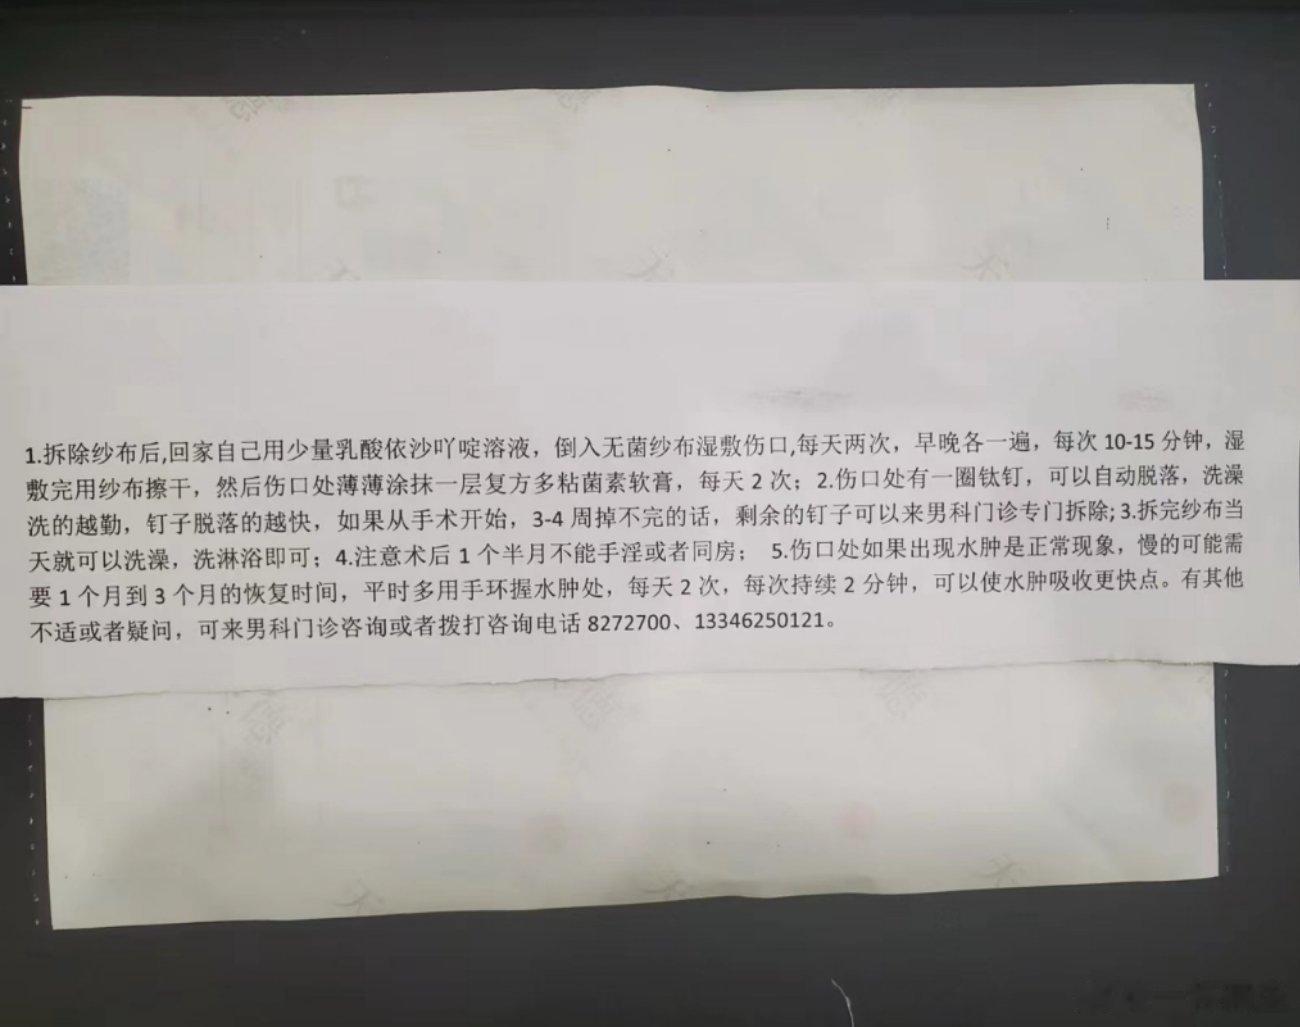 1.拆除纱布后,回家自己用少量乳酸依沙吖啶溶液，倒入无菌纱布湿敷伤口,每天两次，早晚各一遍，每次 10-15 分钟，湿
敷完用纱布擦干，然后伤口处薄薄涂抹一层复方多粘菌素软膏，每天 2 次；2.伤口处有一圈钛钉，可以自动脱落，洗澡
洗的越勤，钉子脱落的越快，如果从手术开始，3-4 周掉不完的话，剩余的钉子可以来男科门诊专门拆除; 3.拆完纱布当
天就可以洗澡，洗淋浴即可；4.注意术后 1 个半月不能手淫或者同房； 5.伤口处如果出现水肿是正常现象，慢的可能需
要 1 个月到 3 个月的恢复时间，平时多用手环握水肿处，每天 2 次，每次持续 2 分钟，可以使水肿吸收更快点。有其他
不适或者疑问，可来男科门诊咨询或者拨打咨询电话 8272700、13346250121。